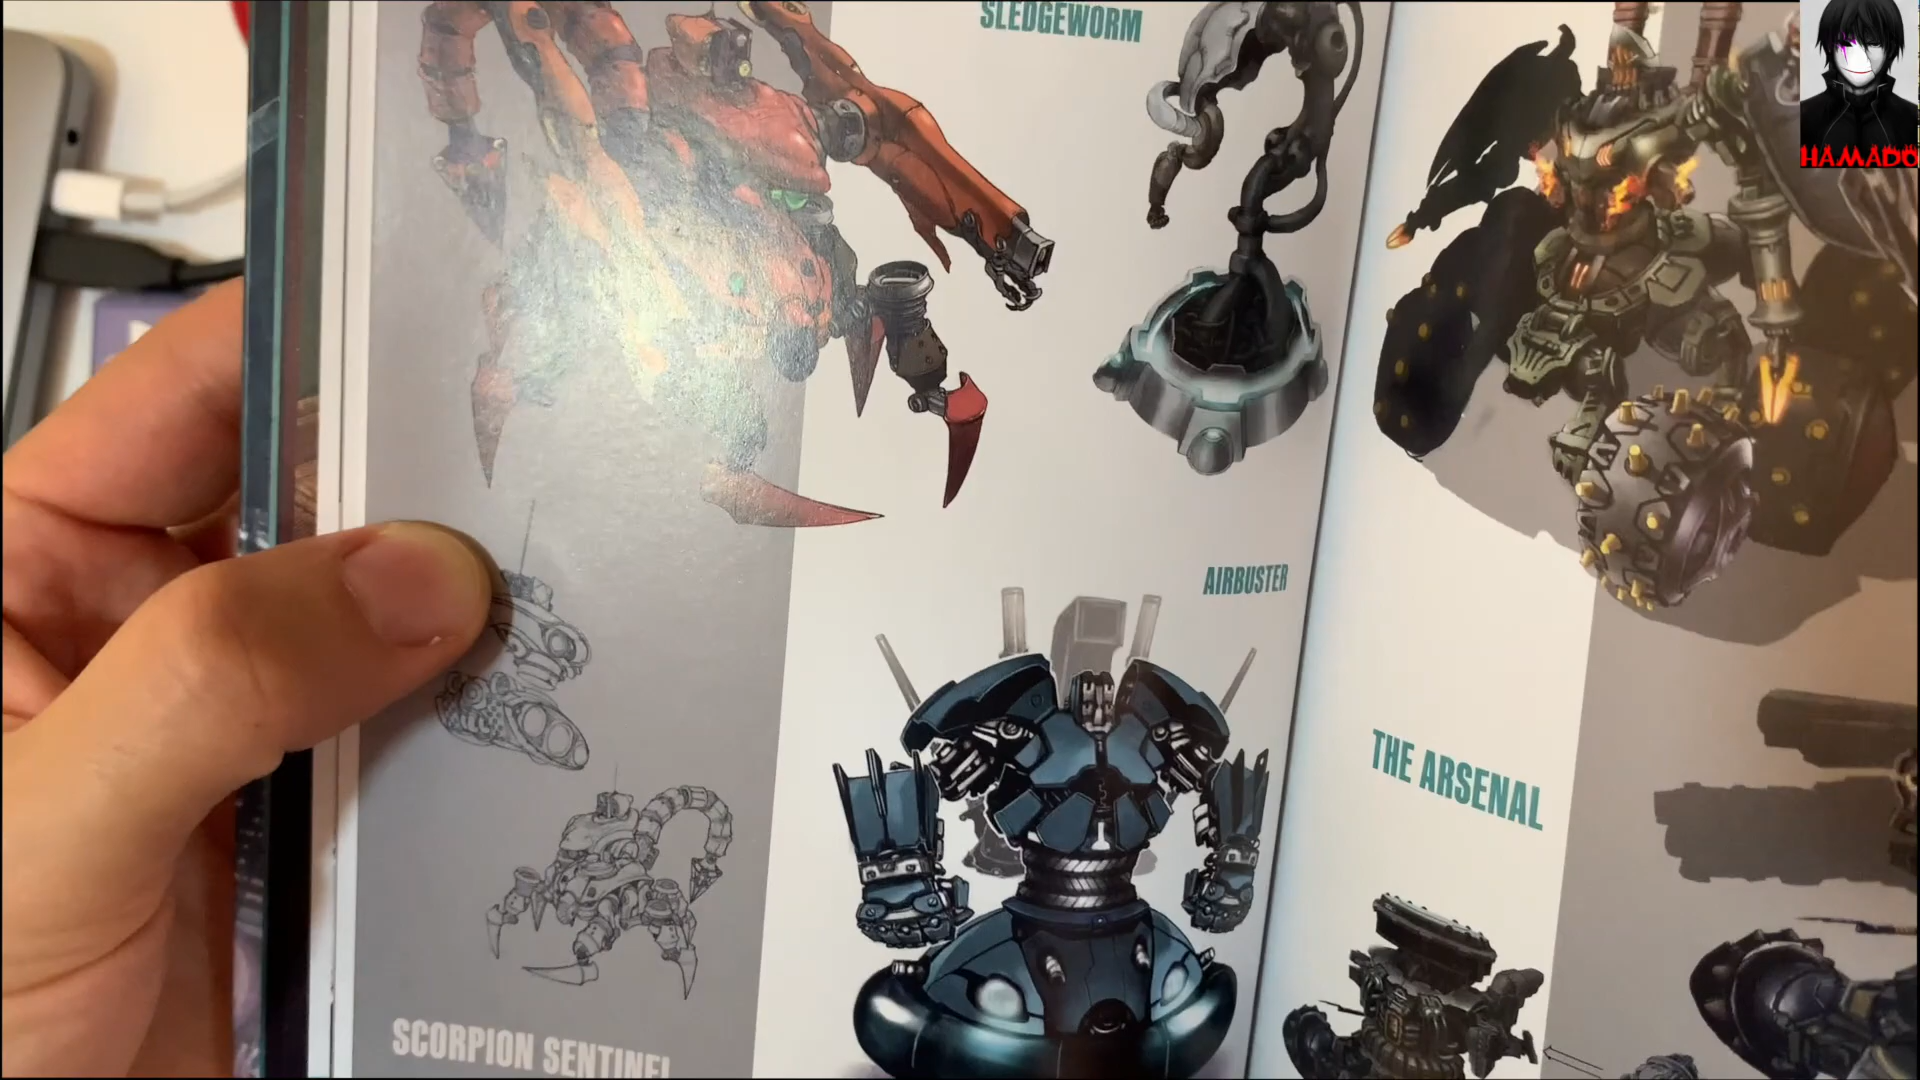 SLEDGEWORM
HAMADO
AIRBUSTER
THE ARSENAL
SCORPION SENTINEL